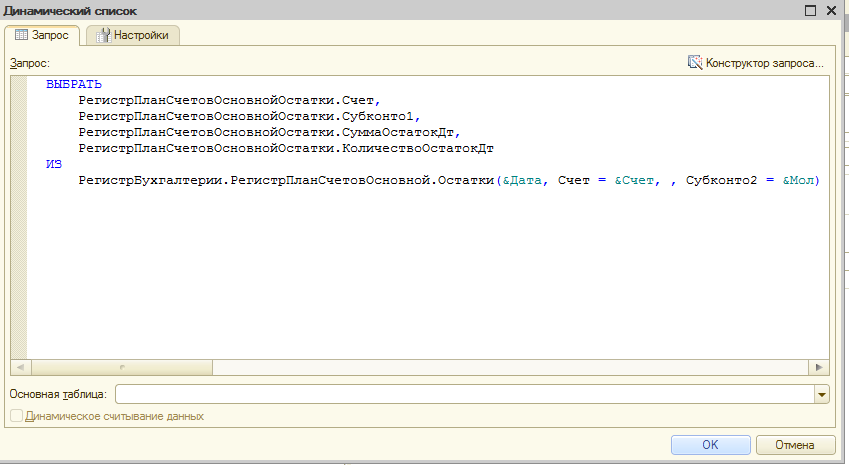 Динамический список
Запрос
Настройки
Запрос:
Конструктор запроса...
ВЫБРАТЬ
РегистрПланСчетовОсновнойОстатки.Счет,
РегистрПланСчетовОсновнойОстатки.Субконто1,
РегистрПланСчетовОсновнойОстатки.СуммаОстатокДт,
РегистрПланСчетовОсновнойОстатки.КоличествоОстатокДт
ИЗ
РегистрБухгалтерии.РегистрПланСчетовОсновной.Остатки(&Дата, Счет = &Счет, , Субконто2 = &Мол)
Основная таблица:
Динамическое считывание данных
ОК
Отмена